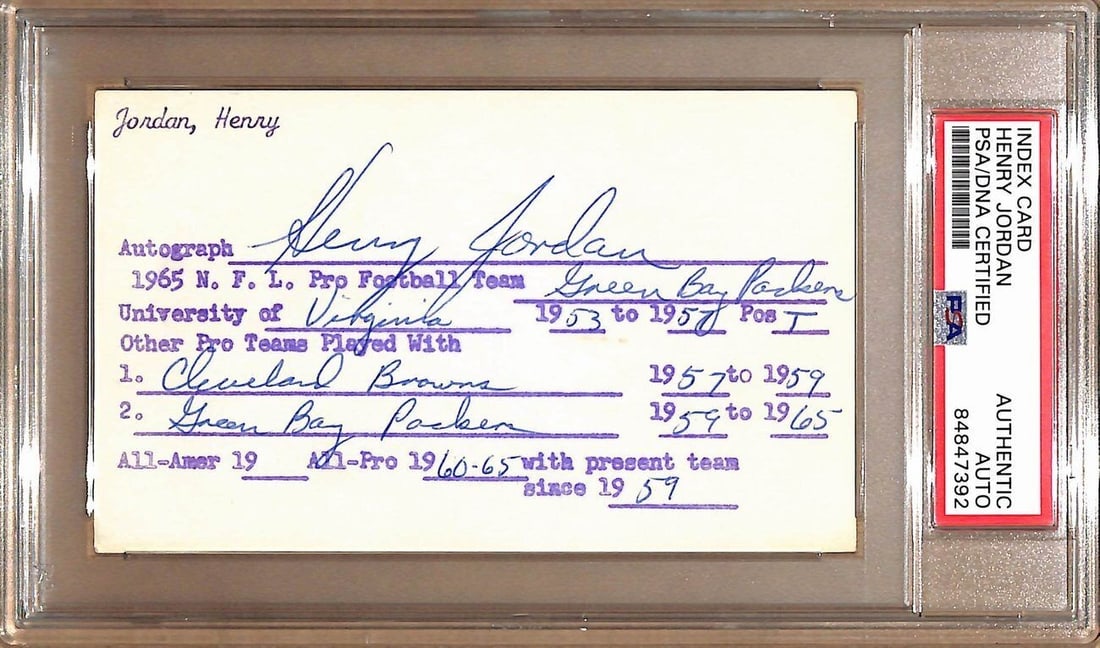 Jordan, Henry
Autograph Henry Jordan
1965 N. F. L. Pro Football Team Green Bay Packers
University of Virginia 1953 to 1957 Pos T
Other Pro Teams Played With
1. Cleveland Browns 1957 to 1959
2. Green Bay Packers 1959 to 1965
All-Amer 19 All-Pro 1960-65 with present team
since 1959
INDEX CARD
HENRY JORDAN
PSA/DNA CERTIFIED
PSA
AUTHENTIC
AUTO
84847392